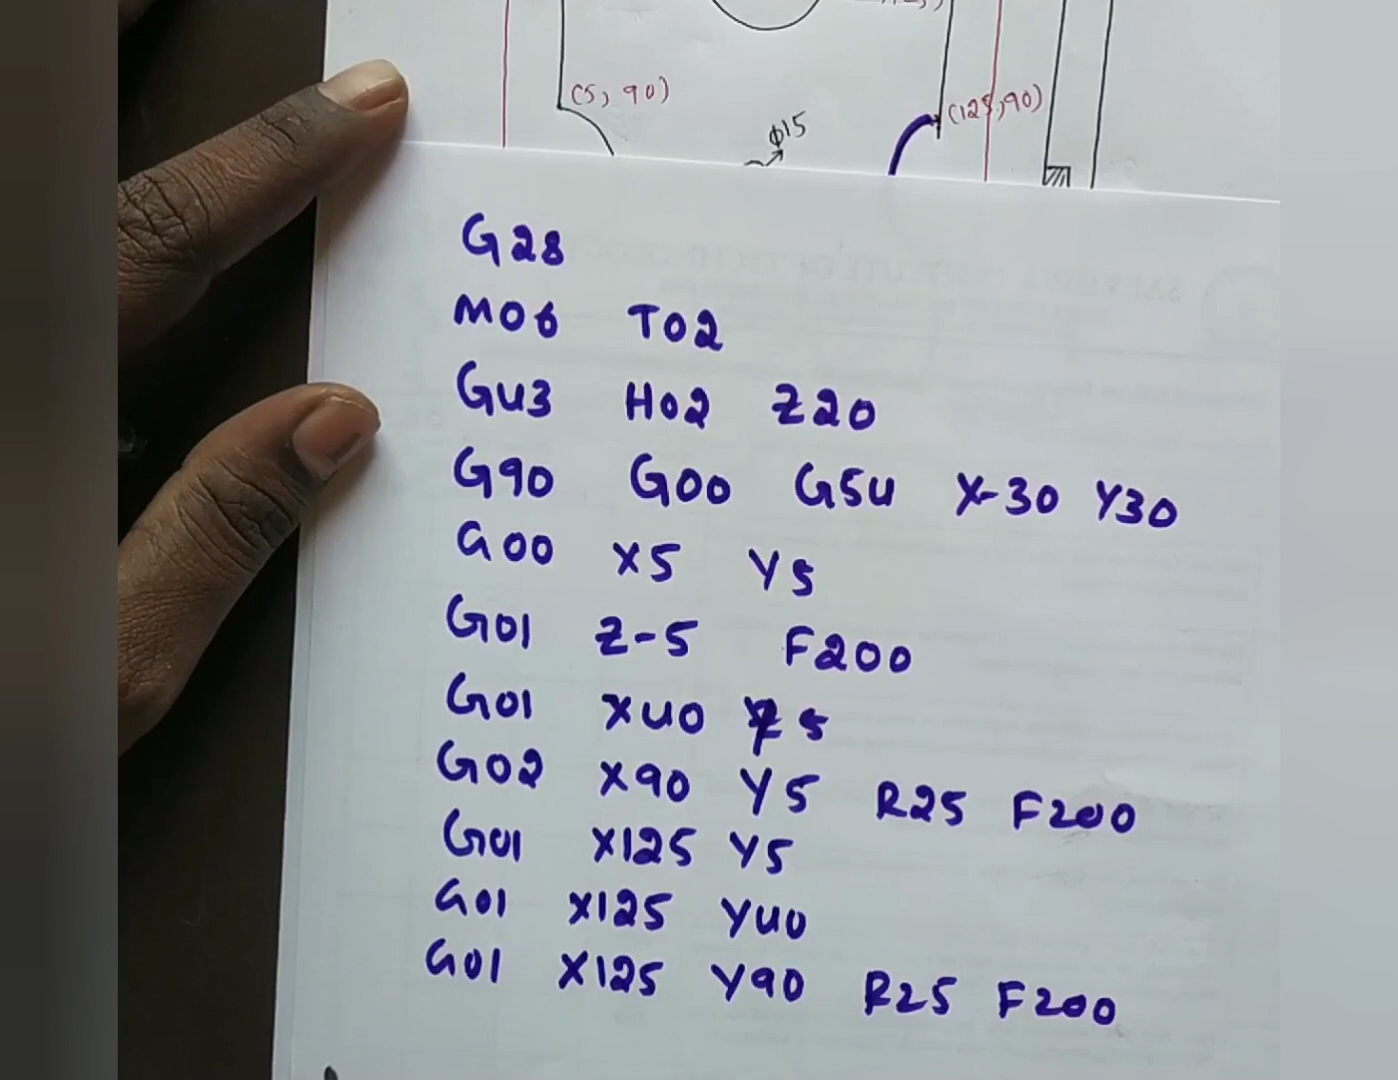 (5, 90)
(125,90)
φ15
G28
M06 T02
G43 H02 Z20
G90 G00 G54 X-30 Y30
G00 X5 Y5
G01 Z-5 F200
G01 X40 Y5
G02 X90 Y5 R25 F200
G01 X125 Y5
G01 X125 Y40
G01 X125 Y90 R25 F200